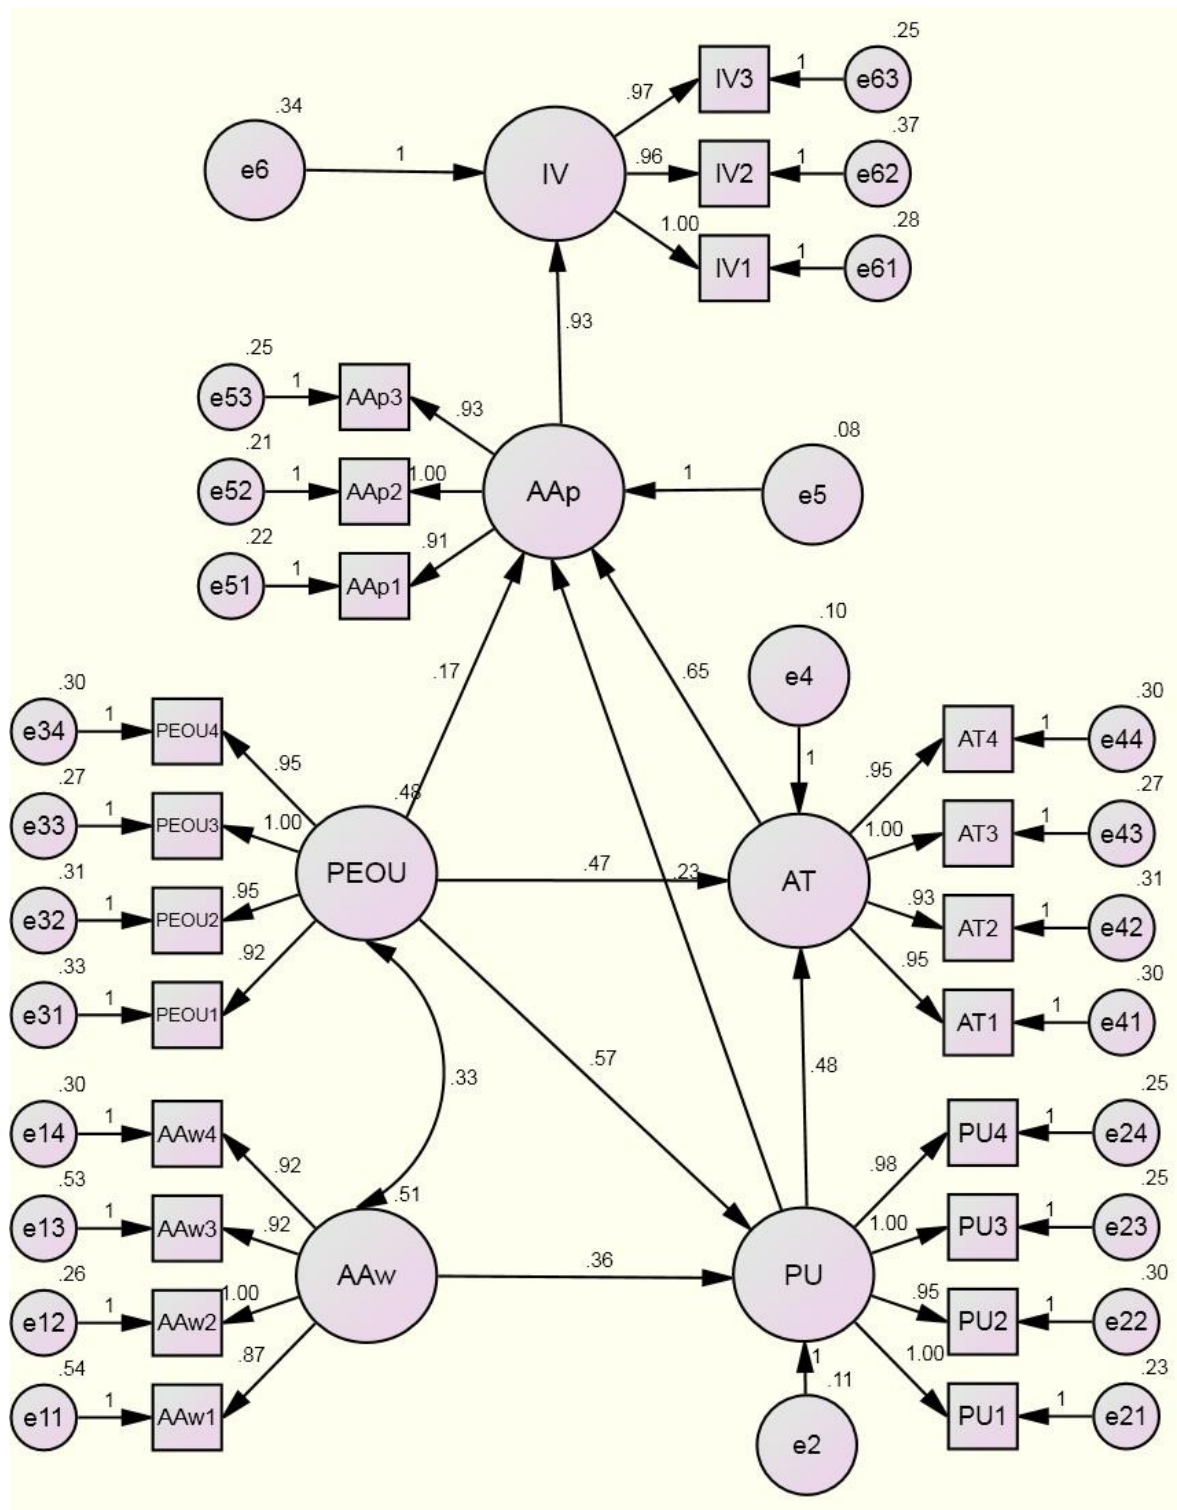 .25
IV3
1
e63
.97
.34
.37
e6
1
IV
.96
IV2
1
e62
.28
1.00
IV1
1
e61
.93
.25
e53
1
AAp3
.93
.08
.21
e52
1
AAp2
1.00
AAp
1
e5
.22
e51
1
AAp1
.91
.10
e4
.17
.65
.30
.30
e34
1
PEOU4
.95
1
AT4
1
e44
.95
.27
.48
.27
e33
1
PEOU3
1.00
1.00
AT3
1
e43
.31
PEOU
.47
.23
AT
.31
e32
1
PEOU2
.95
.93
AT2
1
e42
.33
.92
.95
.30
e31
1
PEOU1
AT1
1
e41
.57
.33
.48
.30
.25
e14
1
AAw4
.92
PU4
1
e24
.98
.53
.51
.25
e13
1
AAw3
.92
1.00
PU3
1
e23
.26
AAw
.36
PU
.30
e12
1
AAw2
1.00
.95
PU2
1
e22
.54
.87
1
1.00
.23
e11
1
AAw1
.11
PU1
1
e21
e2